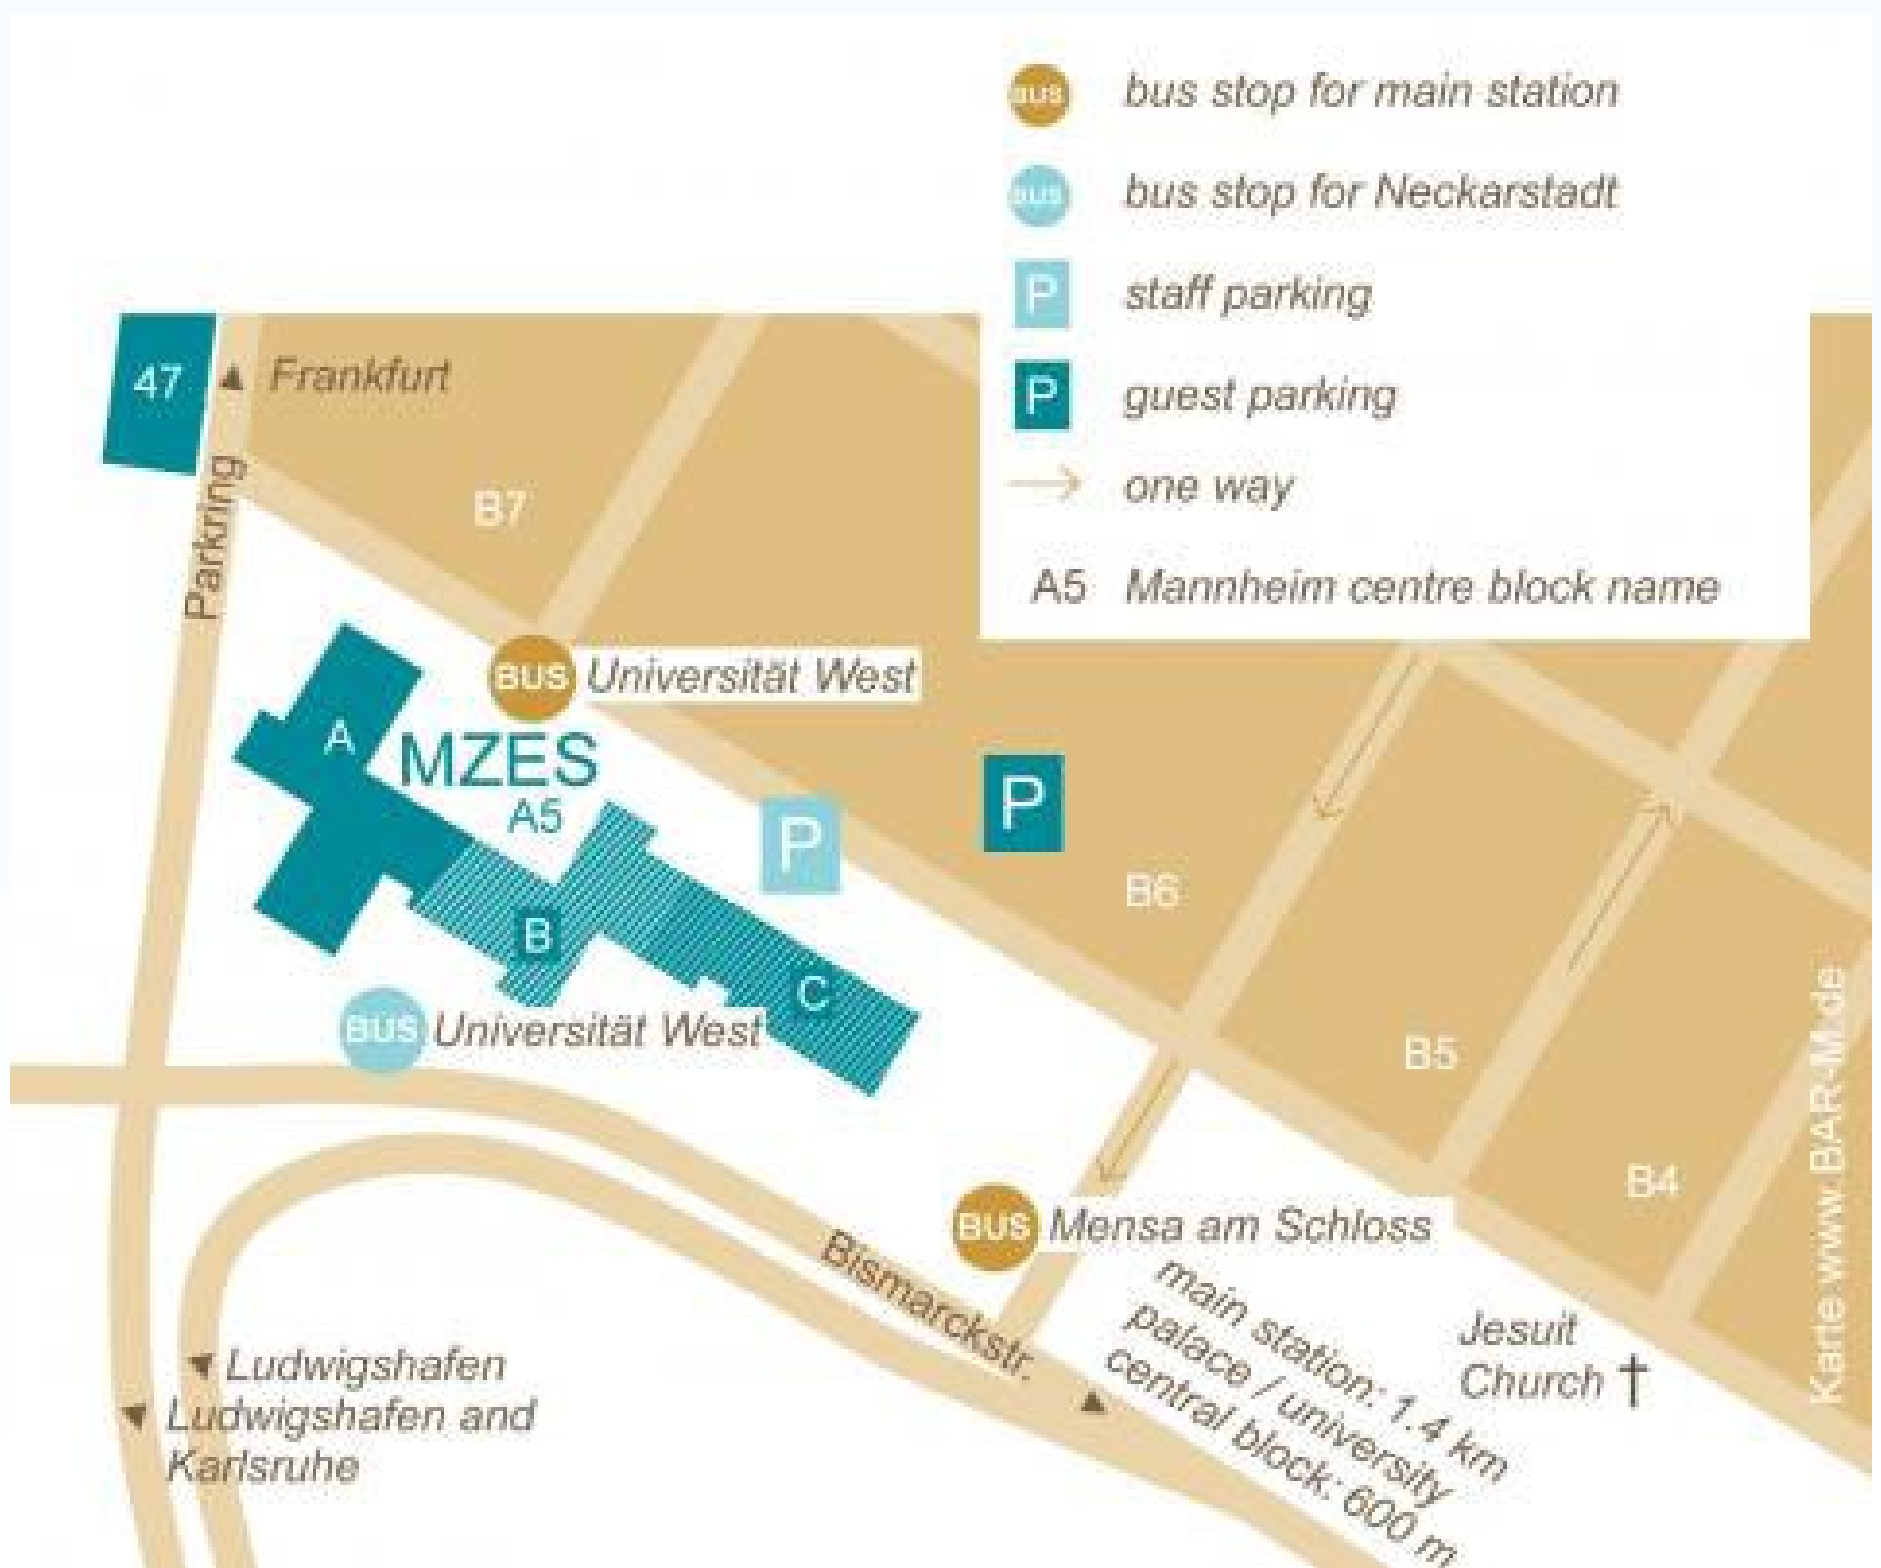 BUS bus stop for main station
BUS bus stop for Neckarstadt
P staff parking
P guest parking
one way
A5 Mannheim centre block name
47
Frankfurt
Parkring
B7
BUS Universität West
A
MZES
A5
P
P
B6
B
C
BUS Universität West
B5
B4
BUS Mensa am Schloss
Bismarckstr.
main station: 1.4 km
palace / university
central block: 600 m
Jesuit
Church
Ludwigshafen
Ludwigshafen and
Karlsruhe
Karte www.BAR-M.de